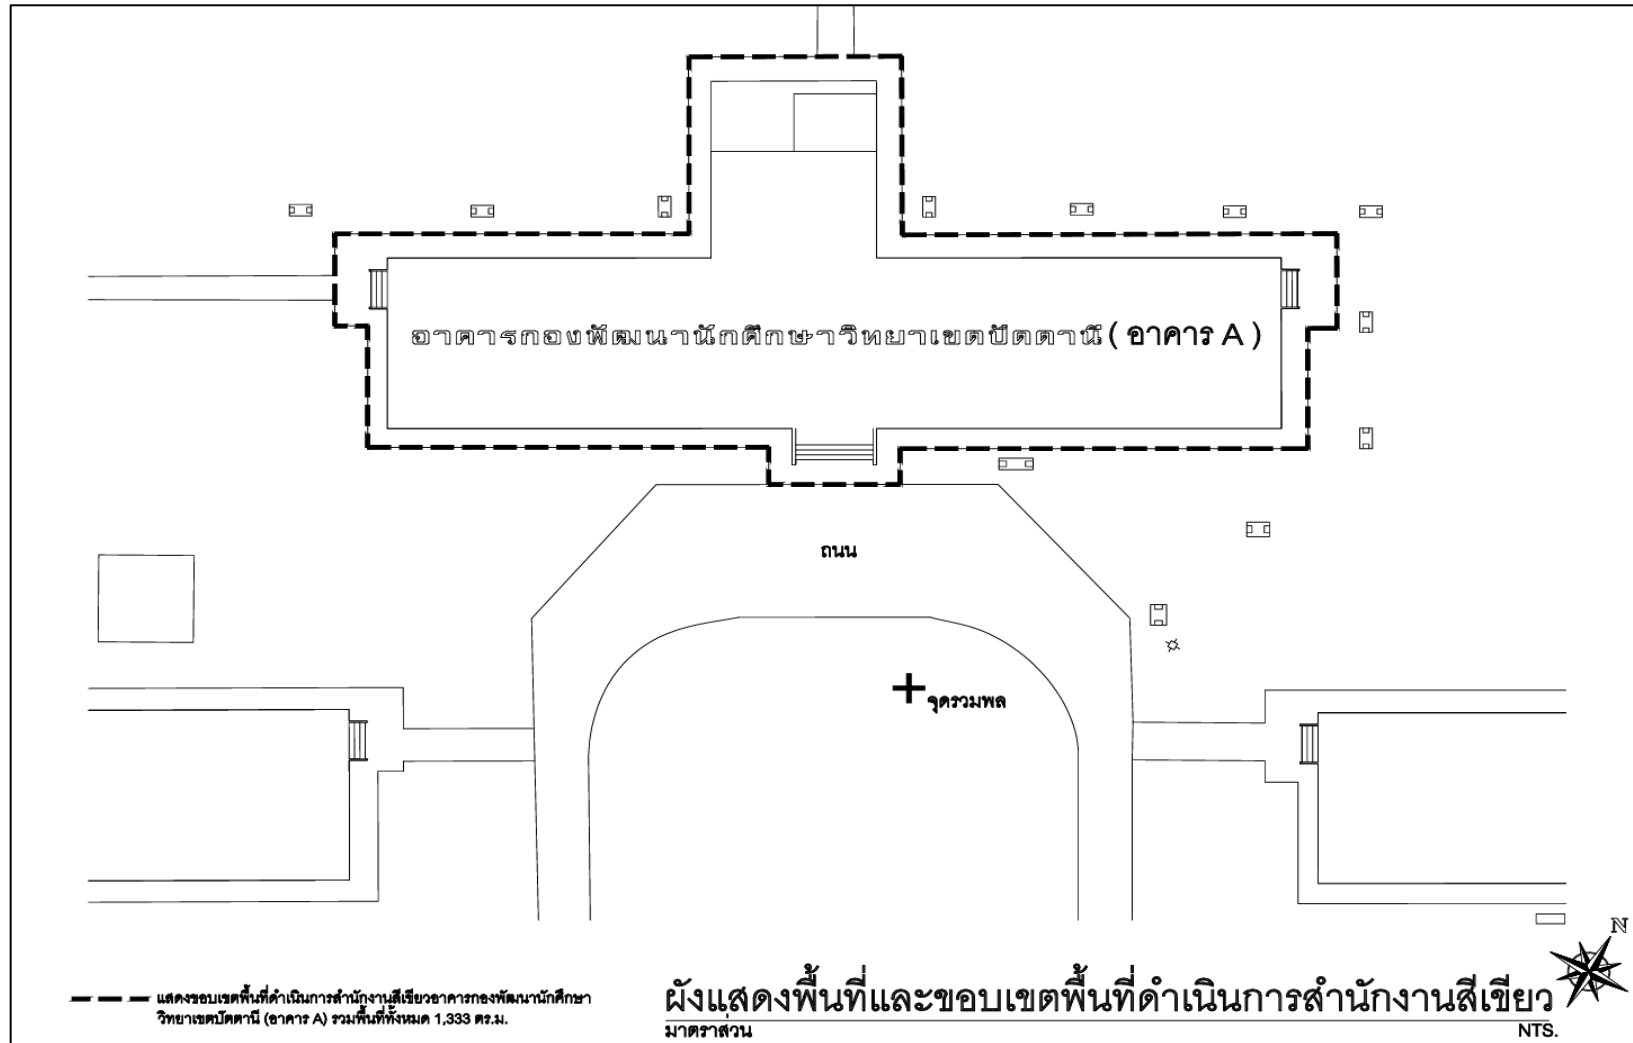 อาคารกองพัฒนานักศึกษาวิทยาเขตปัตตานี ( อาคาร A )
ถนน
จุดรวมพล
N
แสดงขอบเขตพื้นที่ดำเนินการสำนักงานสีเขียวอาคารกองพัฒนานักศึกษา
วิทยาเขตปัตตานี (อาคาร A) รวมพื้นที่ทั้งหมด 1,333 ตร.ม.
ผังแสดงพื้นที่และขอบเขตพื้นที่ดำเนินการสำนักงานสีเขียว
มาตราส่วน NTS.